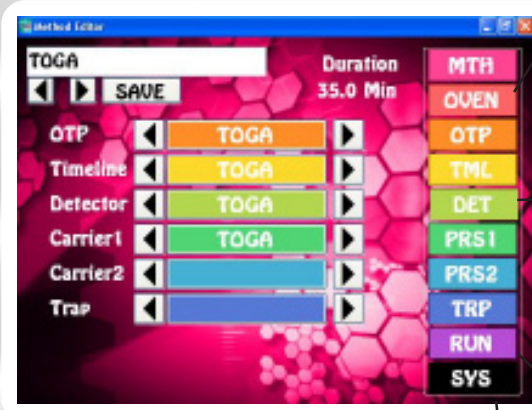 Method Editor
TOGA
Duration
35.0 Min
SAVE
OTP TOGA
Timeline TOGA
Detector TOGA
Carrier1 TOGA
Carrier2
Trap
MTH
OVEN
OTP
TML
DET
PRS1
PRS2
TRP
RUN
SYS